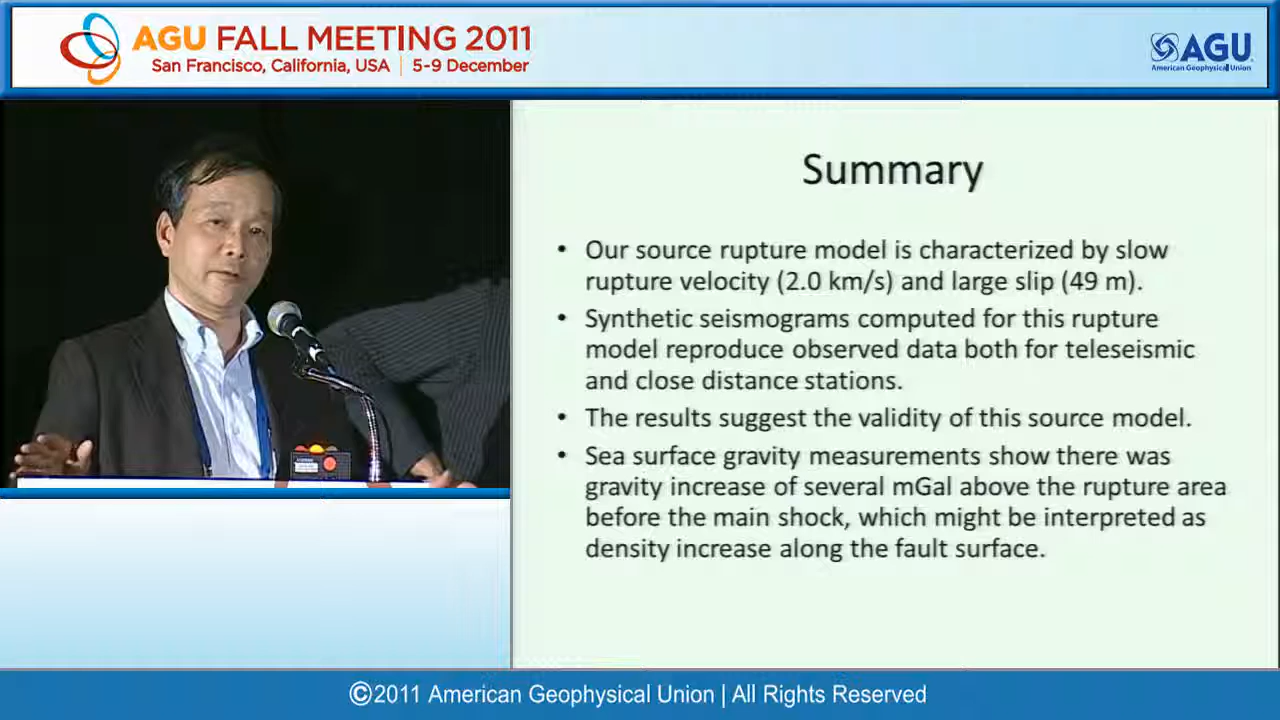 AGU FALL MEETING 2011
San Francisco, California, USA | 5-9 December
AGU
American Geophysical Union
Summary
• Our source rupture model is characterized by slow
rupture velocity (2.0 km/s) and large slip (49 m).
• Synthetic seismograms computed for this rupture
model reproduce observed data both for teleseismic
and close distance stations.
• The results suggest the validity of this source model.
• Sea surface gravity measurements show there was
gravity increase of several mGal above the rupture area
before the main shock, which might be interpreted as
density increase along the fault surface.
©2011 American Geophysical Union | All Rights Reserved